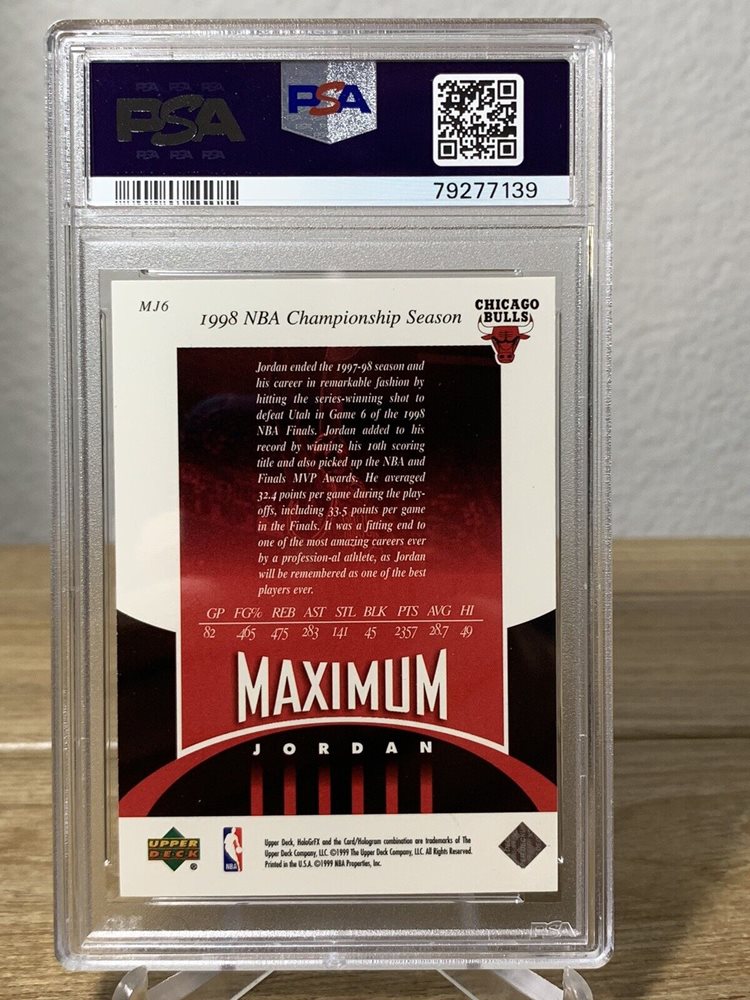 PSA PSA PSA
PSA
PSA PSA PSA
PSA
79277139
MJ6
1998 NBA Championship Season
CHICAGO
BULLS
Jordan ended the 1997-98 season and
his career in remarkable fashion by
hitting the series-winning shot to
defeat Utah in Game 6 of the 1998
NBA Finals. Jordan added to his
record by winning his 10th scoring
title and also picked up the NBA and
Finals MVP Awards. He averaged
32.4 points per game during the play-
offs, including 33.5 points per game
in the Finals. It was a fitting end to
one of the most amazing careers ever
by a profession-al athlete, as Jordan
will be remembered as one of the best
players ever.
GP FG% REB AST STL BLK PTS AVG HI
82 .465 475 283 141 45 2357 28.7 49
MAXIMUM
JORDAN
UPPER
DECK
®
NBA
Upper Deck, HoloGrFX and the Card/Hologram combination are trademarks of The
Upper Deck Company, LLC. ©1999 The Upper Deck Company, LLC. All Rights Reserved.
Printed in the U.S.A. ©1999 NBA Properties, Inc.
PSA